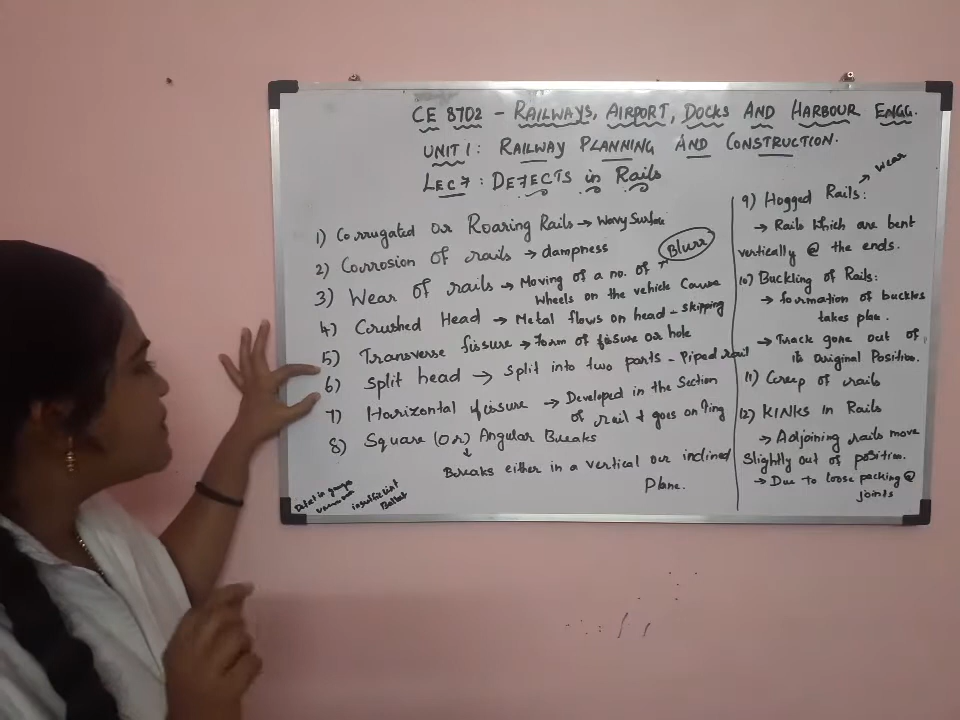 CE 8702 - RAILWAYS, AIRPORT, DOCKS AND HARBOUR ENGG.
UNIT 1: RAILWAY PLANNING AND CONSTRUCTION.
LEC 7: DEFECTS in Rails
1) Corrugated or Roaring Rails → Wavy Surface
2) Corrosion of rails → dampness
3) Wear of rails → Moving of a no. of → Blurr
Wheels on the vehicle Cause
4) Crushed Head → Metal flows on head - skipping
5) Transverse fissure → Form of fissure or hole
6) Split head → Split into two parts - Piped rail
7) Horizontal fissure → Developed in the Section
of rail & goes on ↑ing
8) Square (Or) Angular Breaks
↓
Breaks either in a vertical or inclined
Plane.
insufficient
Ballast
9) Hogged Rails: → Wear
→ Rails Which are bent
vertically @ the ends.
10) Buckling of Rails:
→ formation of buckles
takes place.
→ Track gone out of
its Original Position.
11) Creep of rails
12) KINKS in Rails
→ Adjoining rails move
Slightly out of position.
→ Due to loose packing @
joints